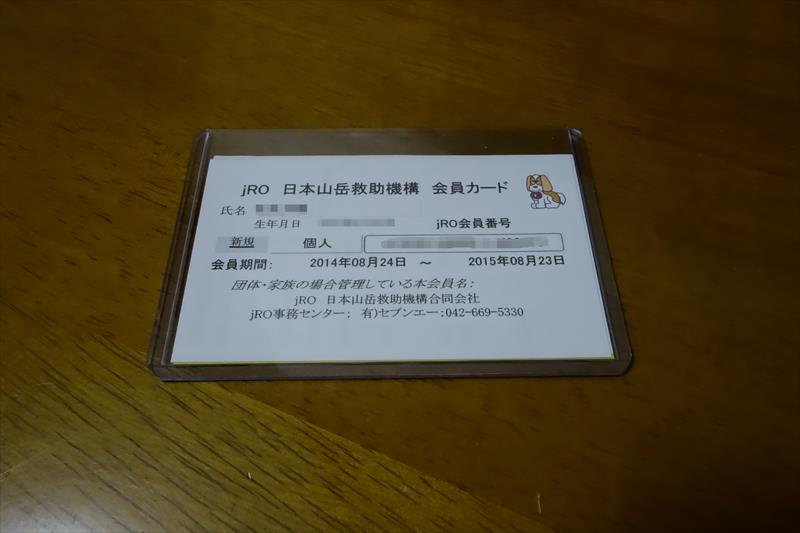 jRO 日本山岳救助機構 会員カード
氏名
生年月日 jRO会員番号
新規 個人
会員期間: 2014年08月24日 ～ 2015年08月23日
団体・家族の場合管理している本会員名:
jRO 日本山岳救助機構合同会社
jRO事務センター; 有)セブンエー;042-669-5330